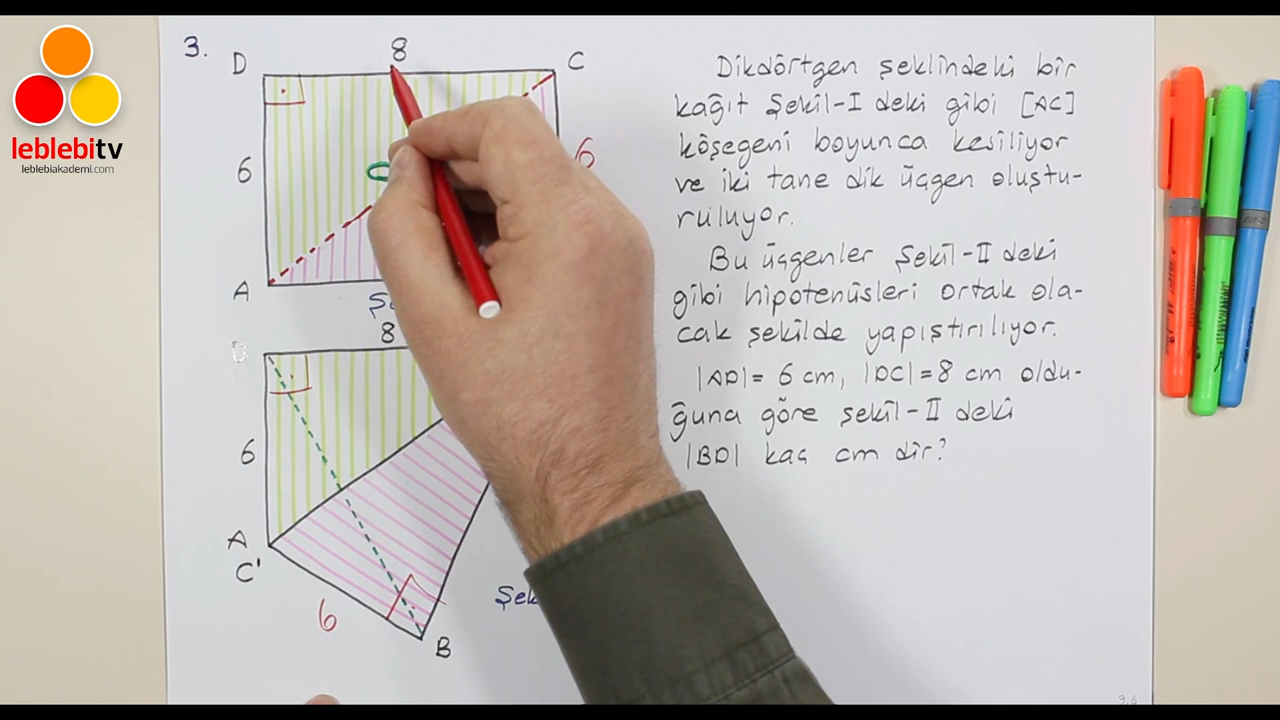 leblebitv
leblebiakademi.com
3.
D
8
C
6
6
A
8
D
6
A
C'
6
B
Dikdörtgen şeklindeki bir
kağıt Şekil-I deki gibi [AC]
köşegeni boyunca kesiliyor
ve iki tane dik üçgen oluştu-
ruluyor.
Bu üçgenler Şekil-II deki
gibi hipotenüsleri ortak ola-
cak şekilde yapıştırılıyor.
|AD|= 6 cm, |DC|=8 cm oldu-
ğuna göre şekil-II deki
|BD| kaç cm dir?
9.6